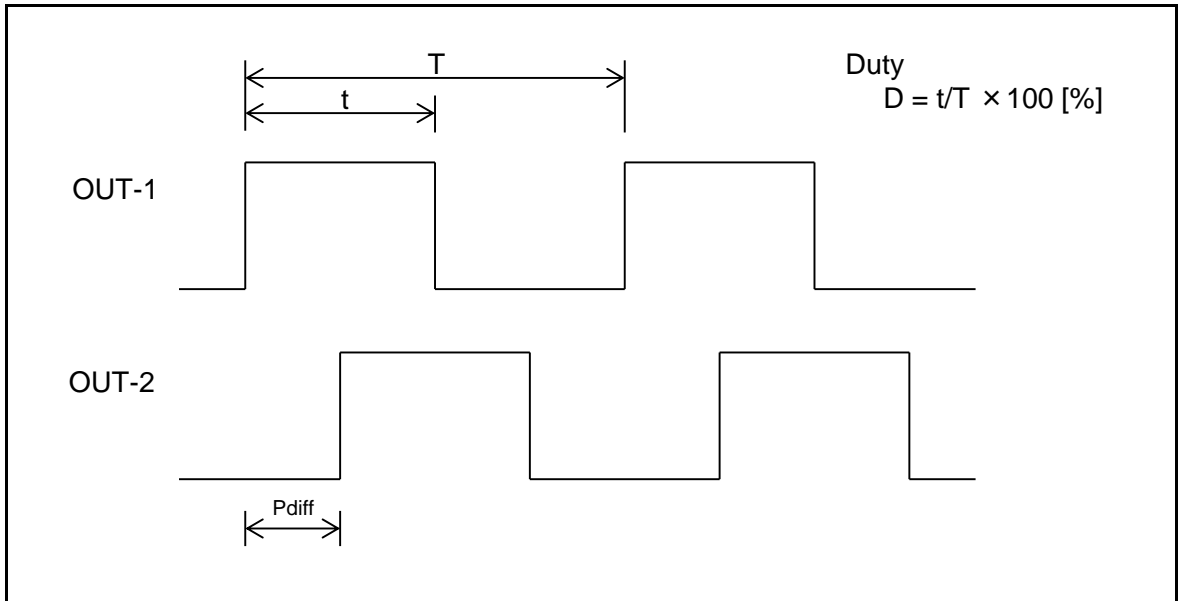 T
Duty
D = t/T × 100 [%]
t
OUT-1
OUT-2
Pdiff